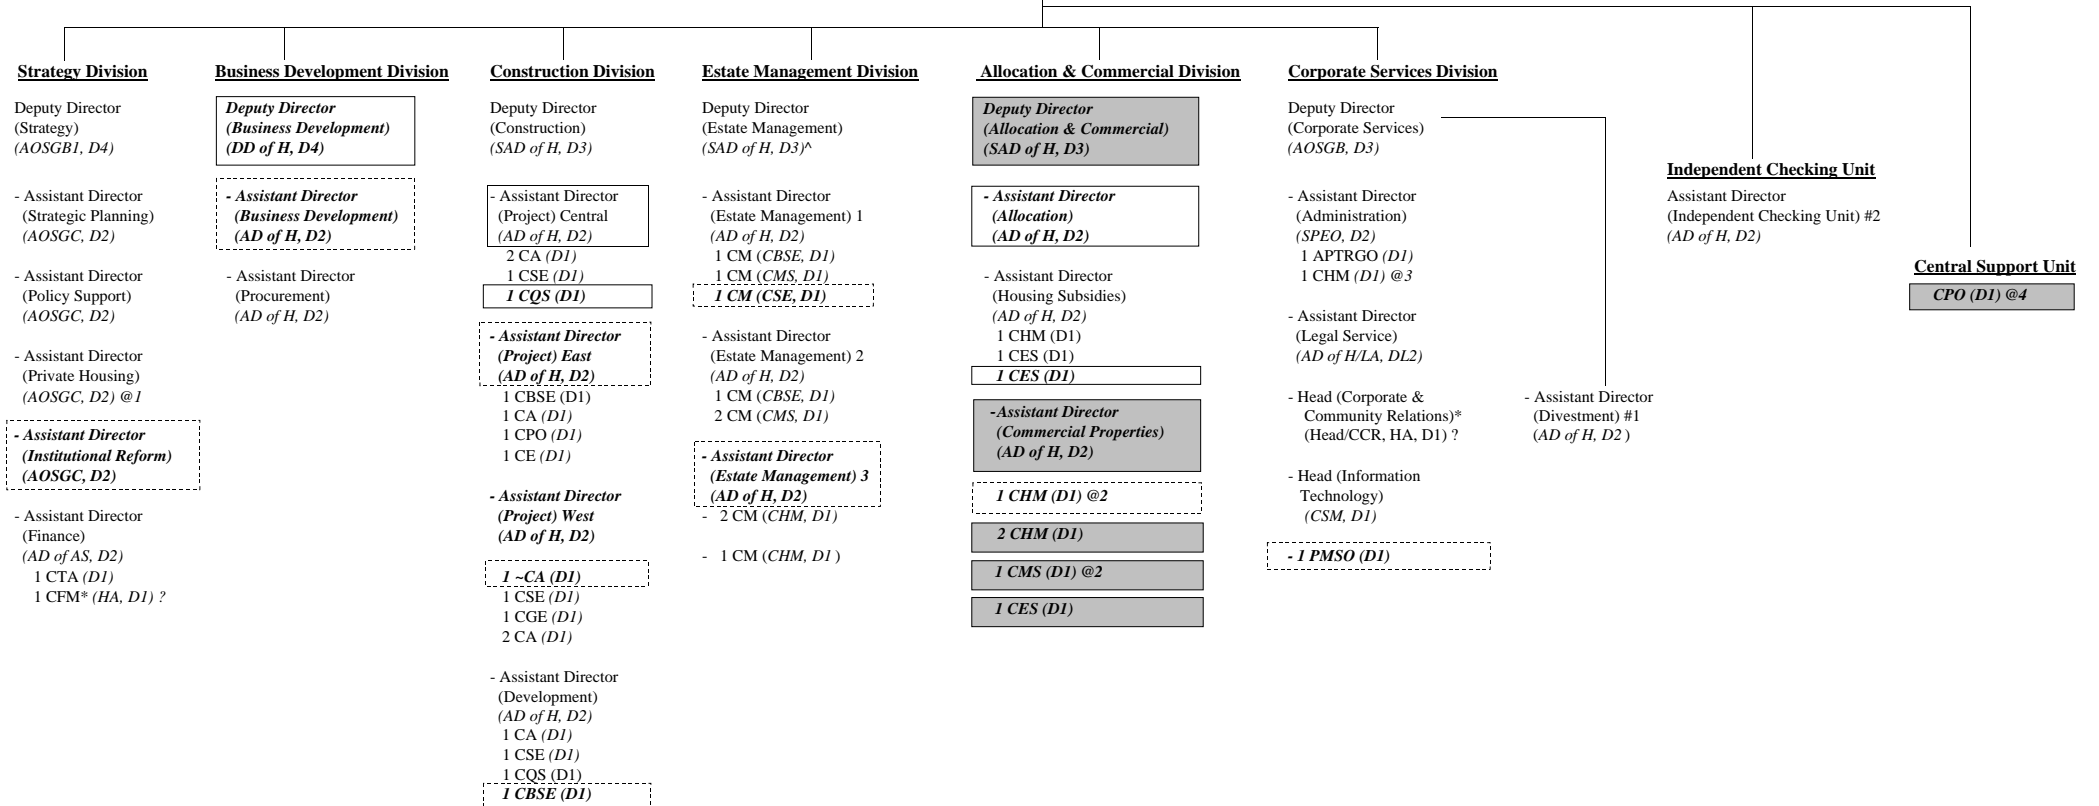 Strategy Division
Deputy Director
(Strategy)
(AOSGB1, D4)
- Assistant Director
(Strategic Planning)
(AOSGC, D2)
- Assistant Director
(Policy Support)
(AOSGC, D2)
- Assistant Director
(Private Housing)
(AOSGC, D2) @1
- Assistant Director
(Institutional Reform)
(AOSGC, D2)
- Assistant Director
(Finance)
(AD of AS, D2)
1 CTA (D1)
1 CFM* (HA, D1) ?
Business Development Division
Deputy Director
(Business Development)
(DD of H, D4)
- Assistant Director
(Business Development)
(AD of H, D2)
- Assistant Director
(Procurement)
(AD of H, D2)
Construction Division
Deputy Director
(Construction)
(SAD of H, D3)
- Assistant Director
(Project) Central
(AD of H, D2)
2 CA (D1)
1 CSE (D1)
1 CQS (D1)
- Assistant Director
(Project) East
(AD of H, D2)
1 CBSE (D1)
1 CA (D1)
1 CPO (D1)
1 CE (D1)
- Assistant Director
(Project) West
(AD of H, D2)
1 ~CA (D1)
1 CSE (D1)
1 CGE (D1)
2 CA (D1)
- Assistant Director
(Development)
(AD of H, D2)
1 CA (D1)
1 CSE (D1)
1 CQS (D1)
1 CBSE (D1)
Estate Management Division
Deputy Director
(Estate Management)
(SAD of H, D3)^
- Assistant Director
(Estate Management) 1
(AD of H, D2)
1 CM (CBSE, D1)
1 CM (CMS, D1)
1 CM (CSE, D1)
- Assistant Director
(Estate Management) 2
(AD of H, D2)
1 CM (CBSE, D1)
2 CM (CMS, D1)
- Assistant Director
(Estate Management) 3
(AD of H, D2)
- 2 CM (CHM, D1)
- 1 CM (CHM, D1 )
Allocation & Commercial Division
Deputy Director
(Allocation & Commercial)
(SAD of H, D3)
- Assistant Director
(Allocation)
(AD of H, D2)
- Assistant Director
(Housing Subsidies)
(AD of H, D2)
1 CHM (D1)
1 CES (D1)
1 CES (D1)
-Assistant Director
(Commercial Properties)
(AD of H, D2)
1 CHM (D1) @2
2 CHM (D1)
1 CMS (D1) @2
1 CES (D1)
Corporate Services Division
Deputy Director
(Corporate Services)
(AOSGB, D3)
- Assistant Director
(Administration)
(SPEO, D2)
1 APTRGO (D1)
1 CHM (D1) @3
- Assistant Director
(Legal Service)
(AD of H/LA, DL2)
- Head (Corporate &
Community Relations)*
(Head/CCR, HA, D1) ?
- Head (Information
Technology)
(CSM, D1)
- 1 PMSO (D1)
- Assistant Director
(Divestment) #1
(AD of H, D2 )
Independent Checking Unit
Assistant Director
(Independent Checking Unit) #2
(AD of H, D2)
Central Support Unit
CPO (D1) @4